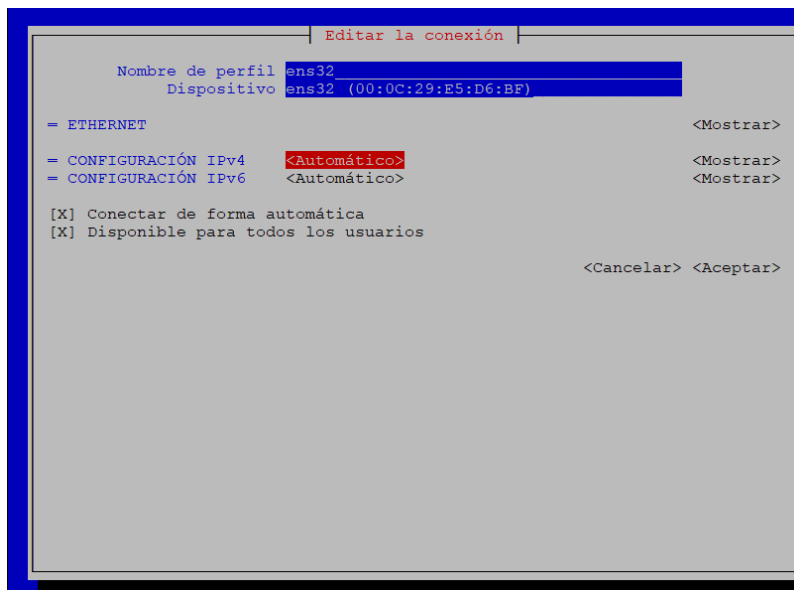 Editar la conexión
Nombre de perfil ens32
Dispositivo ens32 (00:0C:29:E5:D6:BF)
= ETHERNET <Mostrar>
= CONFIGURACIÓN IPv4 <Automático> <Mostrar>
= CONFIGURACIÓN IPv6 <Automático> <Mostrar>
[X] Conectar de forma automática
[X] Disponible para todos los usuarios
<Cancelar> <Aceptar>